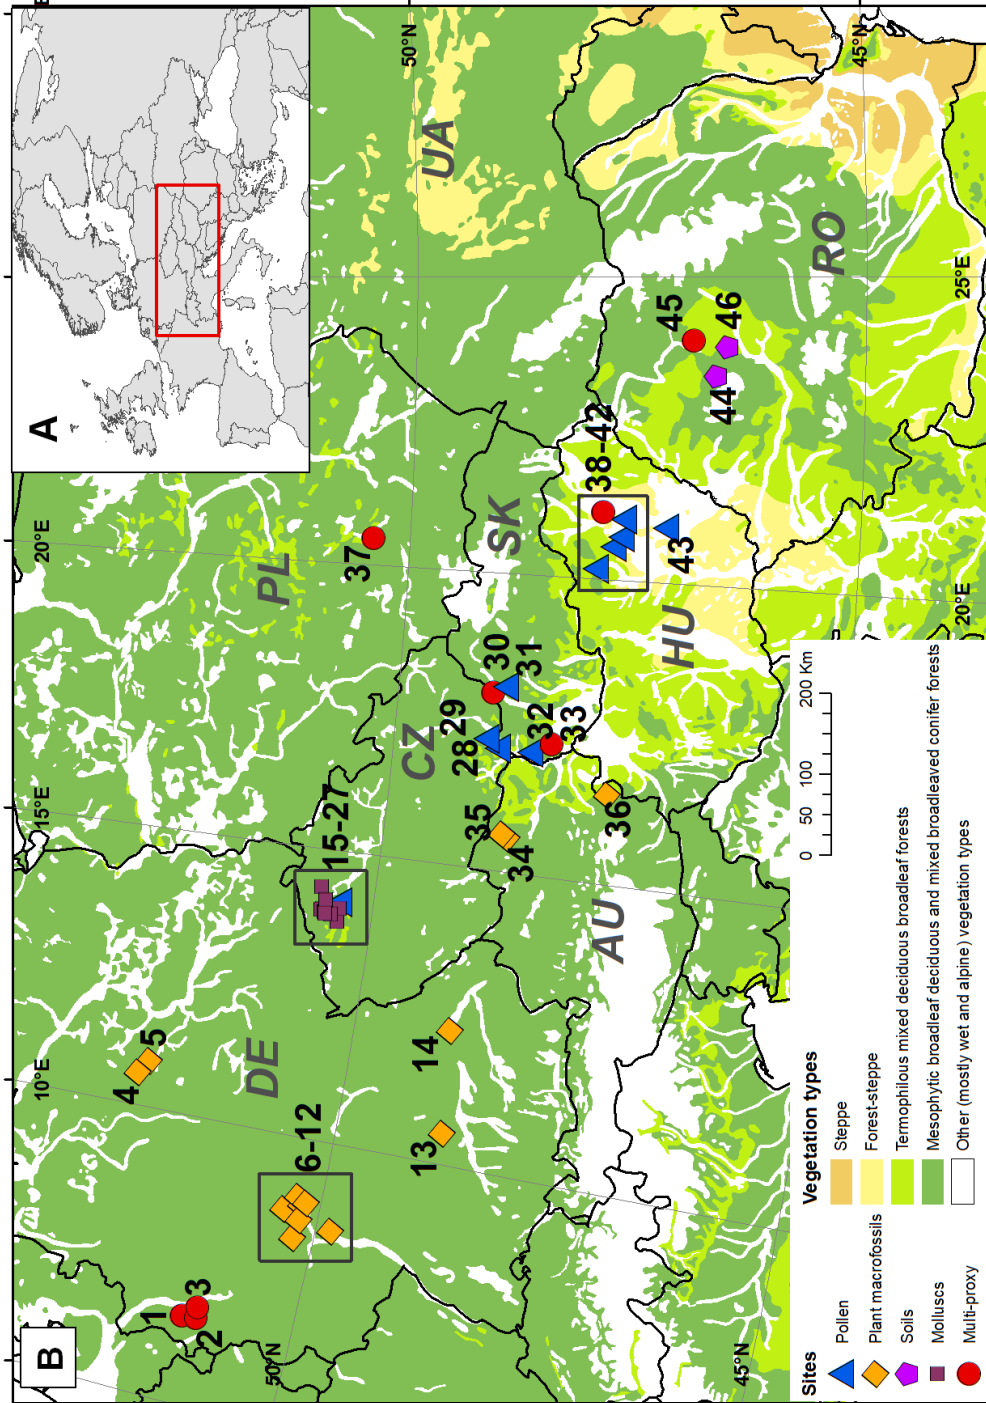 A
B
10°E
15°E
20°E
50°N
45°N
50°N
45°N
25°E
20°E
DE
PL
CZ
SK
UA
AU
HU
RO
1
2
3
4
5
6-12
13
14
15-27
28
29
30
31
32
33
34
35
36
37
38-42
43
44
45
46
0 50 100 200 Km
Sites
Pollen
Plant macrofossils
Soils
Molluscs
Multi-proxy
Vegetation types
Steppe
Forest-steppe
Termophilous mixed deciduous broadleaf forests
Mesophytic broadleaf deciduous and mixed broadleaved conifer forests
Other (mostly wet and alpine) vegetation types